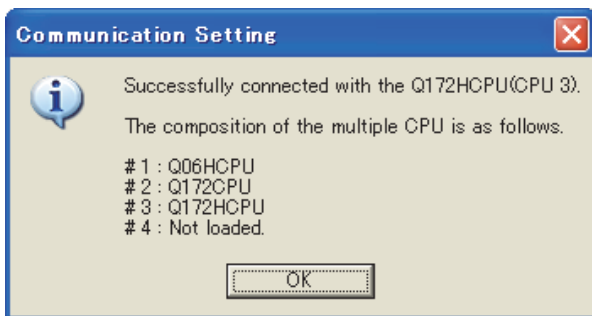 Communication Setting
Successfully connected with the Q172HCPU(CPU 3).
The composition of the multiple CPU is as follows.
# 1 : Q06HCPU
# 2 : Q172CPU
# 3 : Q172HCPU
# 4 : Not loaded.
OK